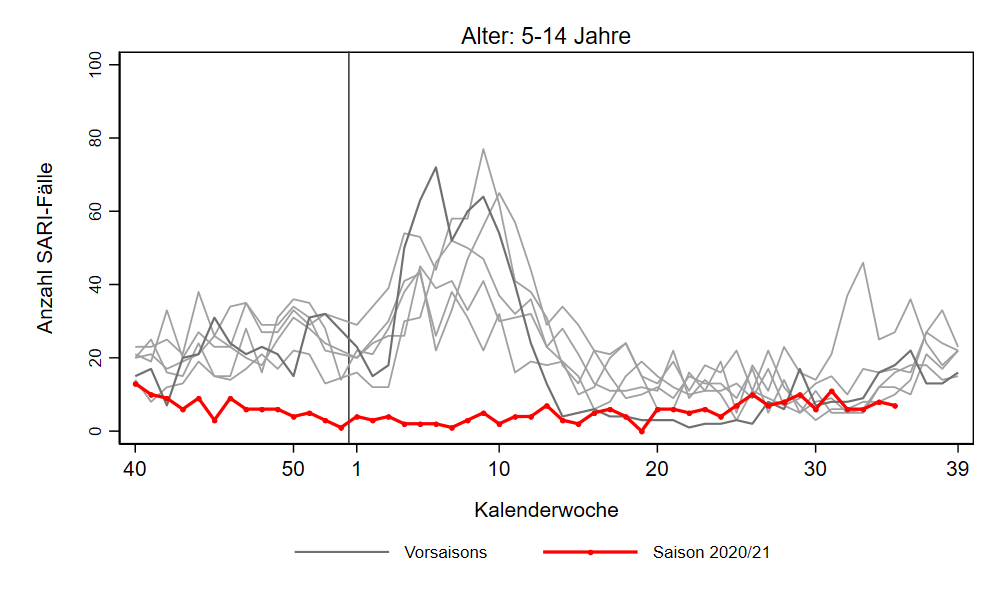 Alter: 5-14 Jahre
100
80
60
40
20
0
Anzahl SARI-Fälle
40 50 1 10 20 30 39
Kalenderwoche
Vorsaisons Saison 2020/21